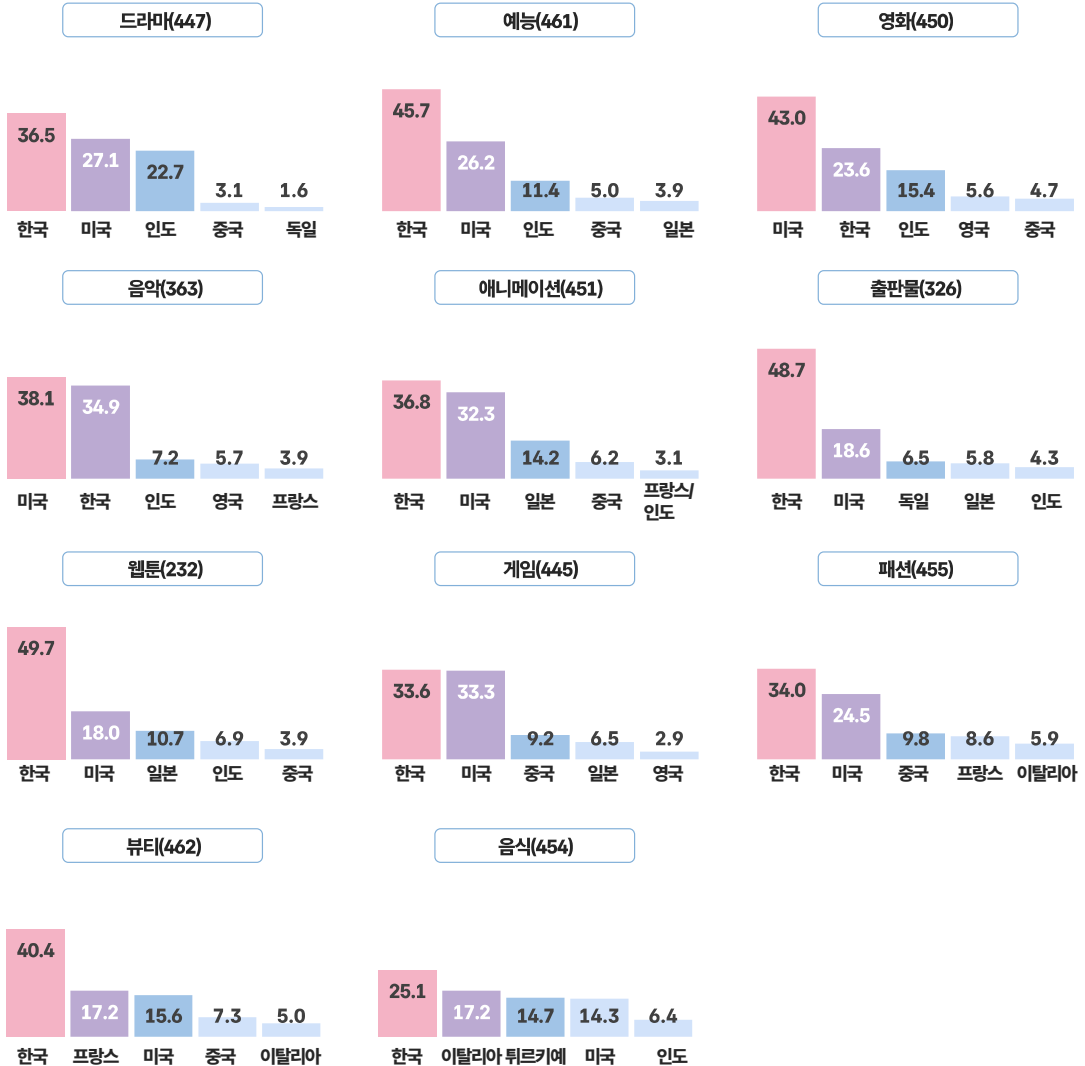 드라마(447)
36.5 27.1 22.7 3.1 1.6
한국 미국 인도 중국 독일
예능(461)
45.7 26.2 11.4 5.0 3.9
한국 미국 인도 중국 일본
영화(450)
43.0 23.6 15.4 5.6 4.7
미국 한국 인도 영국 중국
음악(363)
38.1 34.9 7.2 5.7 3.9
미국 한국 인도 영국 프랑스
애니메이션(451)
36.8 32.3 14.2 6.2 3.1
한국 미국 일본 중국 프랑스/
인도
출판물(326)
48.7 18.6 6.5 5.8 4.3
한국 미국 독일 일본 인도
웹툰(232)
49.7 18.0 10.7 6.9 3.9
한국 미국 일본 인도 중국
게임(445)
33.6 33.3 9.2 6.5 2.9
한국 미국 중국 일본 영국
패션(455)
34.0 24.5 9.8 8.6 5.9
한국 미국 중국 프랑스 이탈리아
뷰티(462)
40.4 17.2 15.6 7.3 5.0
한국 프랑스 미국 중국 이탈리아
음식(454)
25.1 17.2 14.7 14.3 6.4
한국 이탈리아 튀르키예 미국 인도